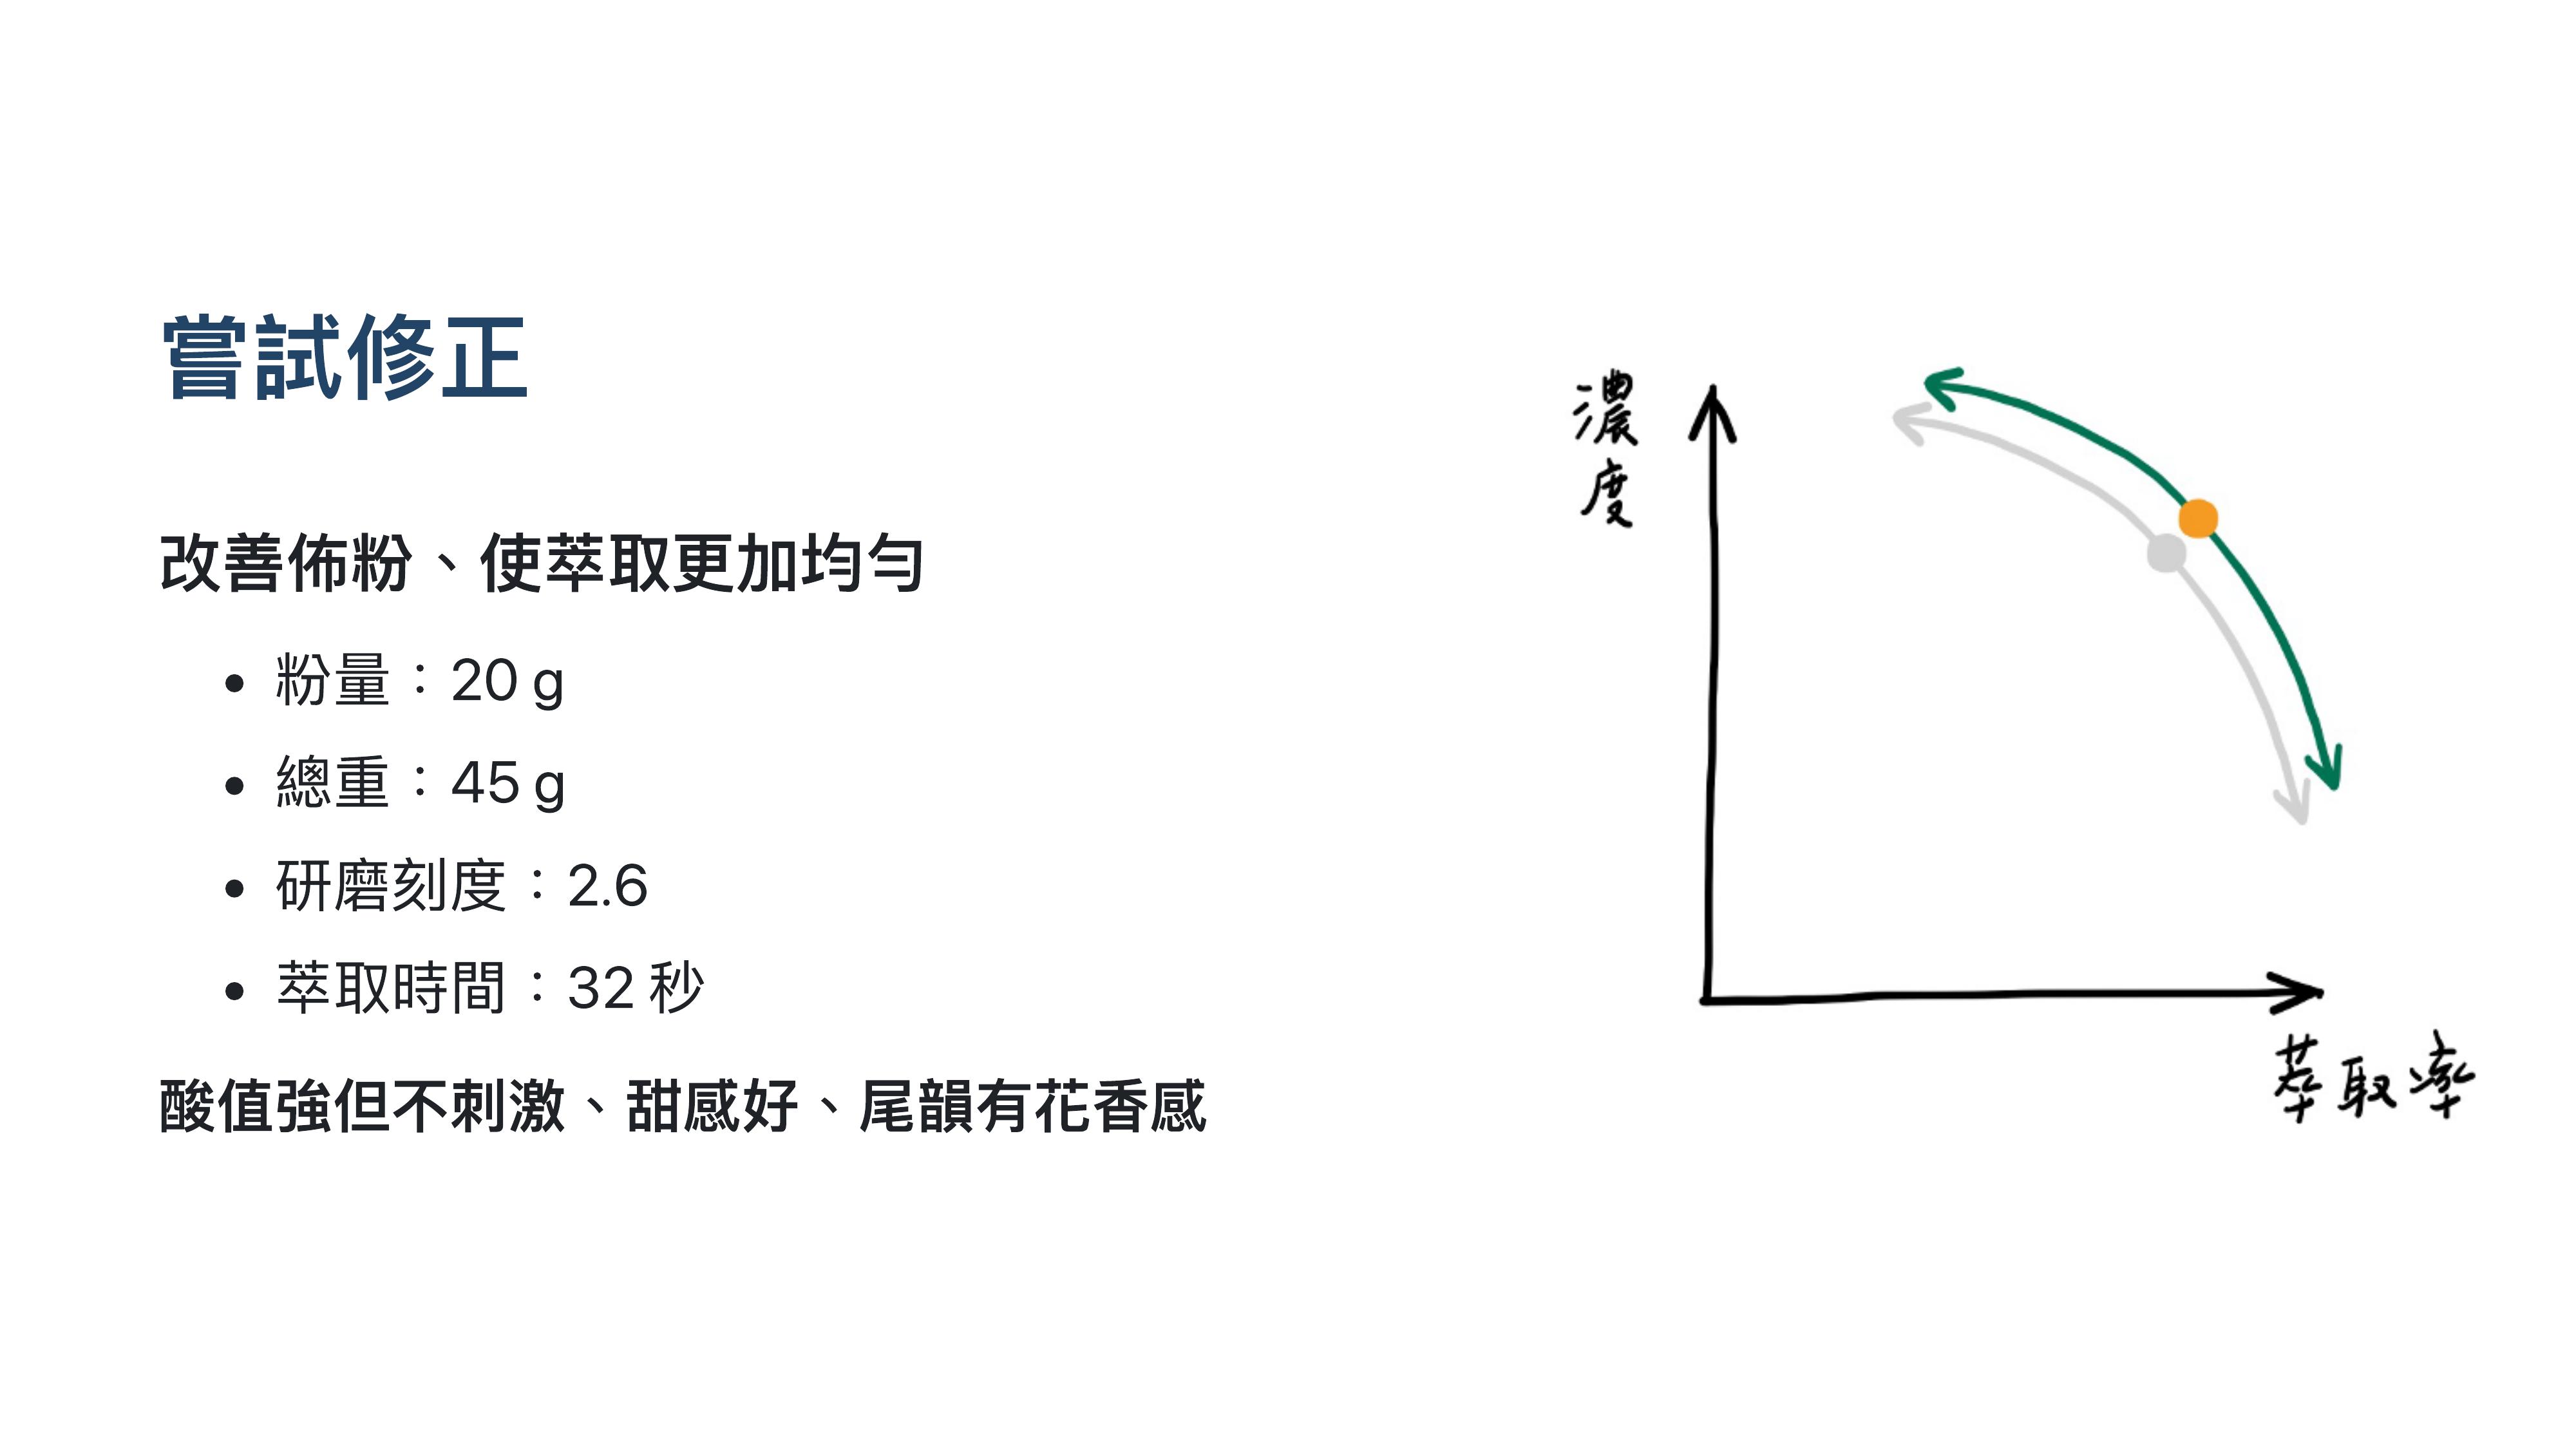 嘗試修正
改善佈粉、使萃取更加均勻
• 粉量：20 g
• 總重：45 g
• 研磨刻度：2.6
• 萃取時間：32 秒
酸值強但不刺激、甜感好、尾韻有花香感
濃度
萃取率